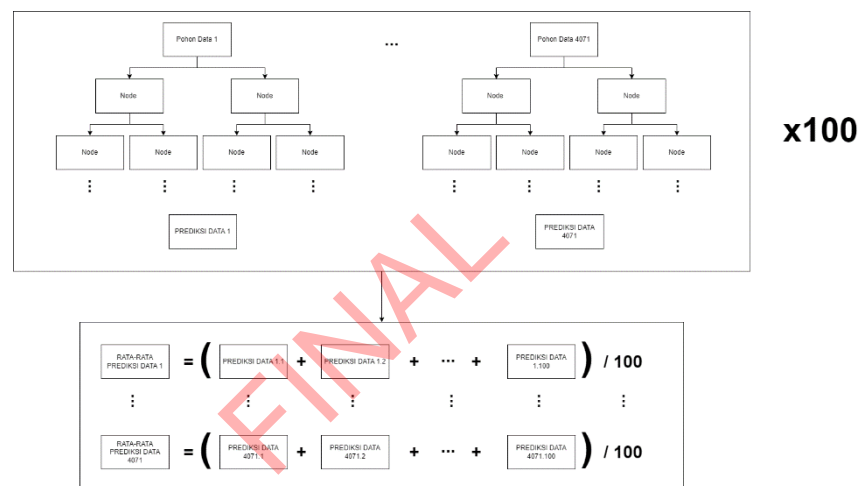 Pohon Data 1
...
Pohon Data 4071
Node
Node
Node
Node
x100
Node
Node
Node
Node
Node
Node
Node
Node
PREDIKSI DATA 1
PREDIKSI DATA
4071
RATA-RATA
PREDIKSI DATA 1
=
(
PREDIKSI DATA 1.1
+
PREDIKSI DATA 1.2
+
...
+
PREDIKSI DATA
1.100
)
/ 100
RATA-RATA
PREDIKSI DATA
4071
=
(
PREDIKSI DATA
4071.1
+
PREDIKSI DATA
4071.2
+
...
+
PREDIKSI DATA
4071.100
)
/ 100
FINAL